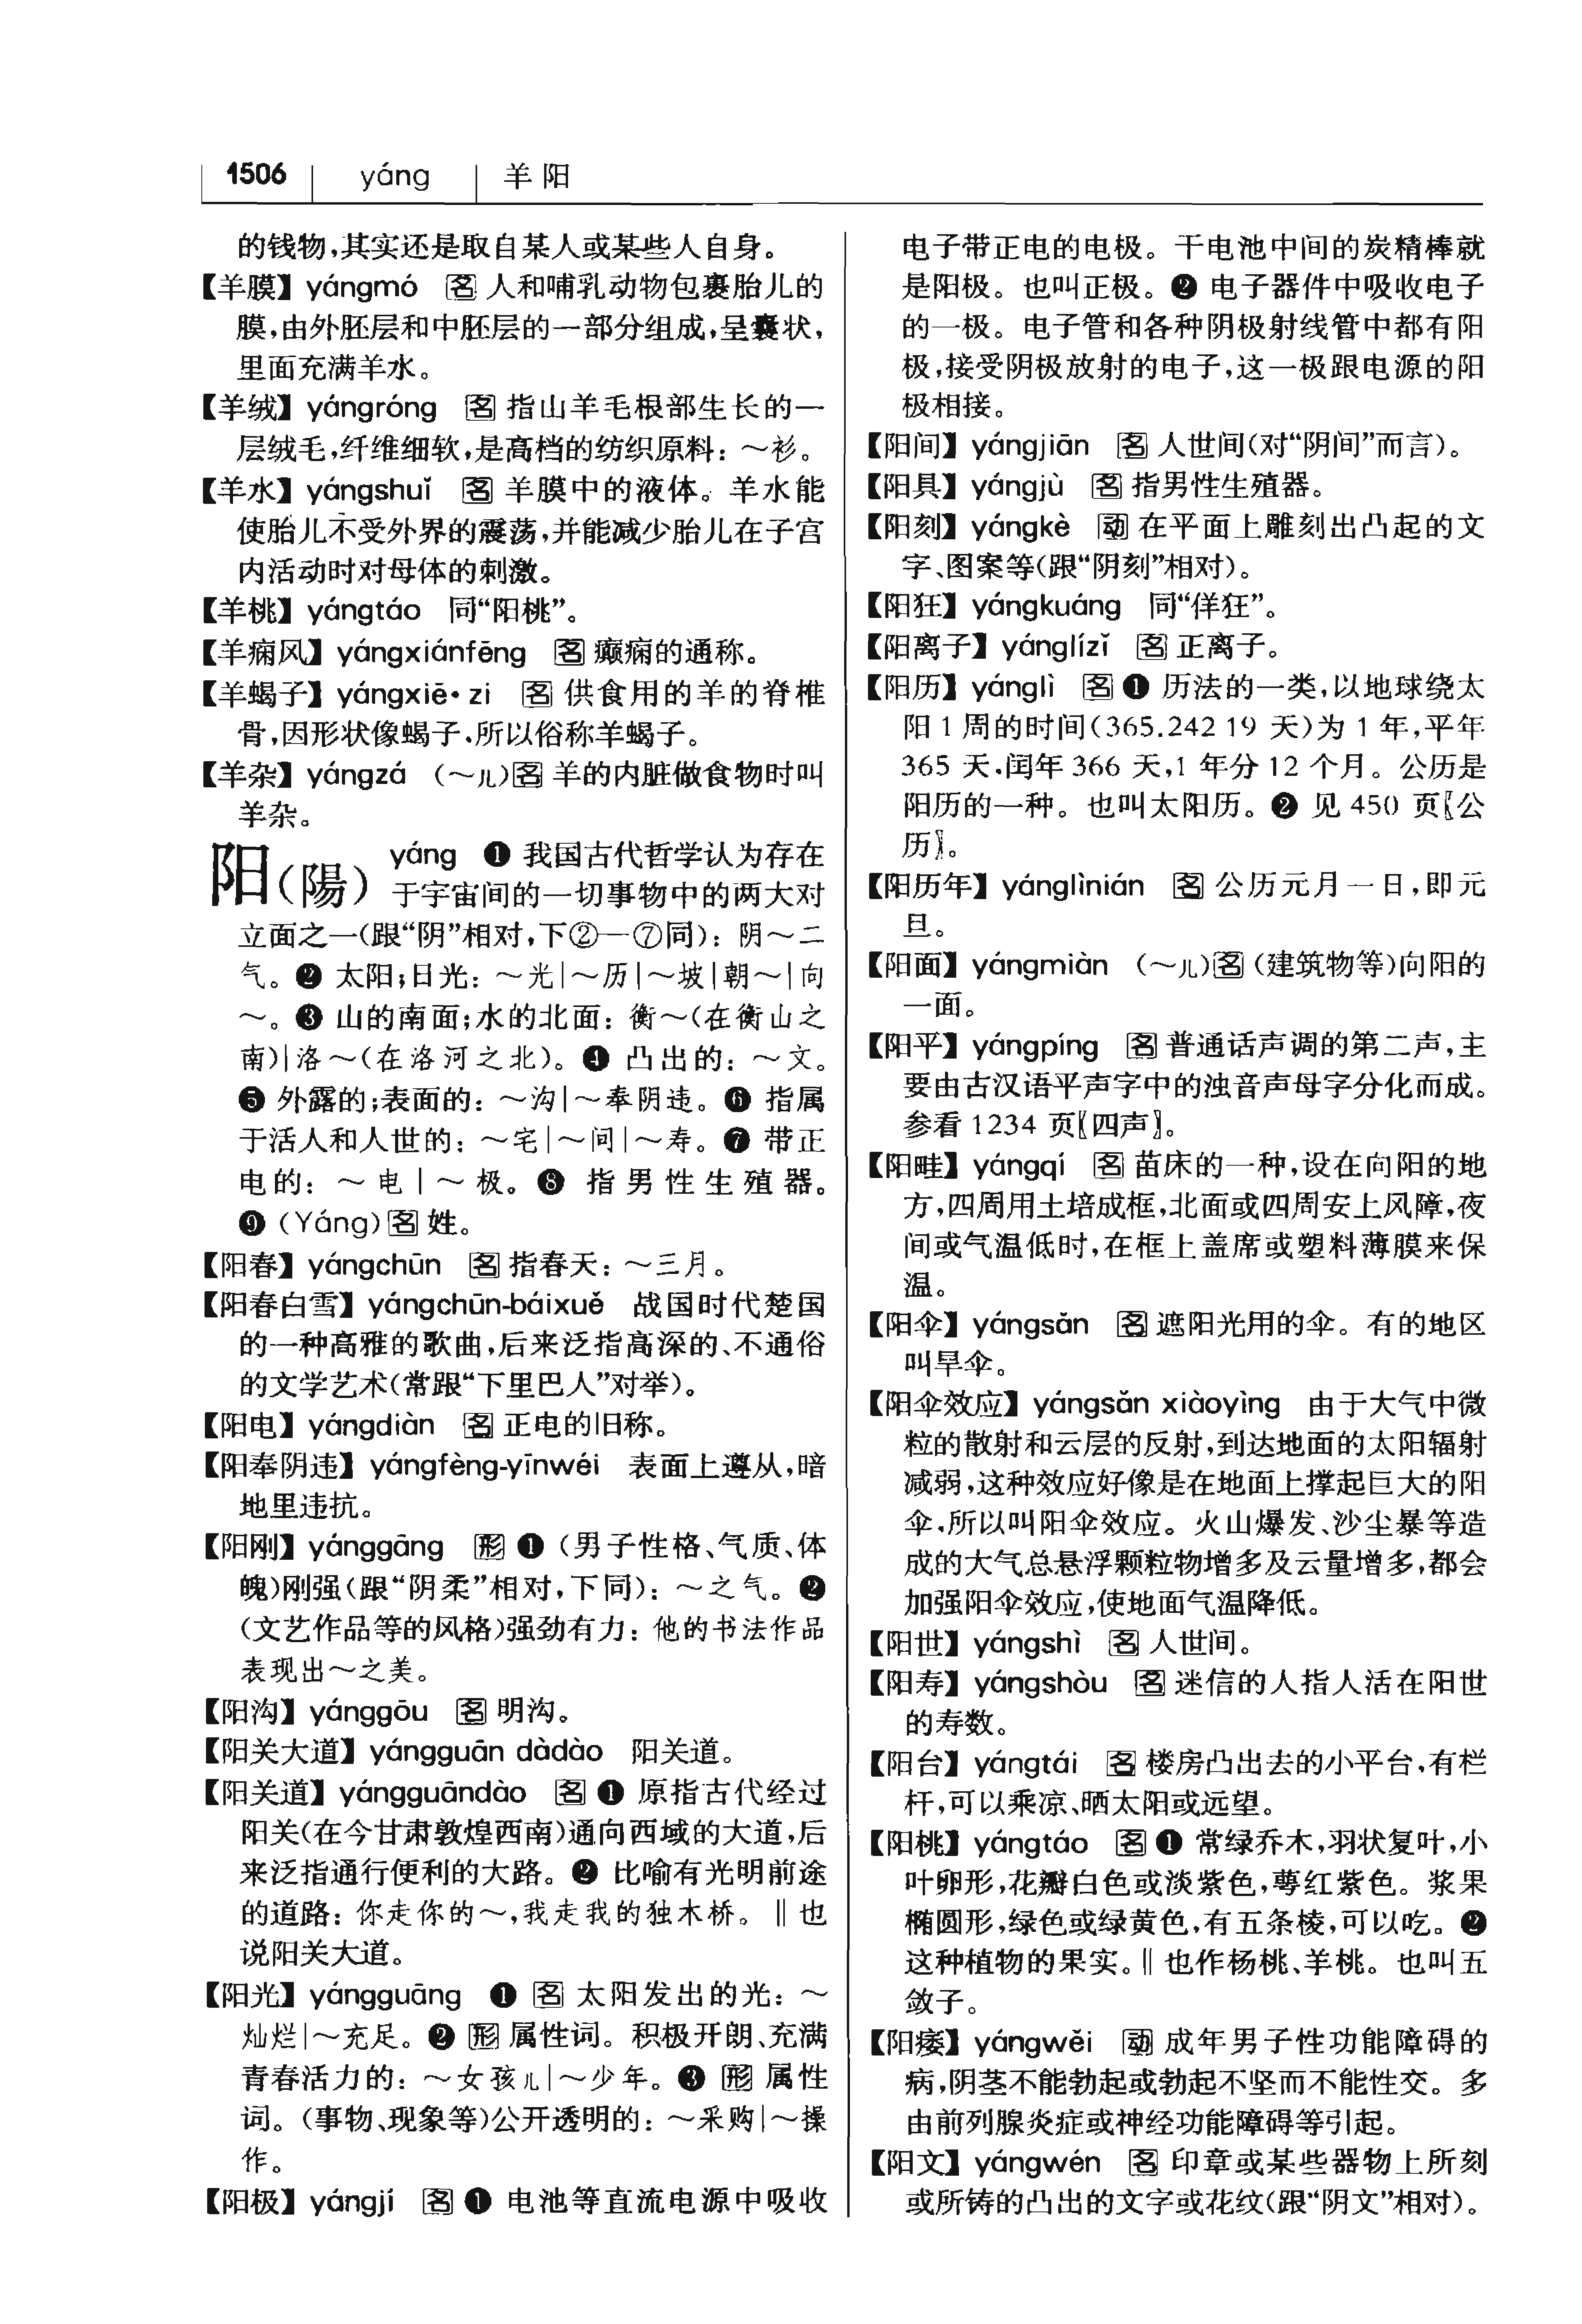 1506 yáng 羊阳
的钱物,其实还是取自某人或某些人自身。
【羊膜】yángmó 名 人和哺乳动物包裹胎儿的
膜,由外胚层和中胚层的一部分组成,呈囊状,
里面充满羊水。
【羊绒】yángróng 名 指山羊毛根部生长的一
层绒毛,纤维细软,是高档的纺织原料:～衫。
【羊水】yángshuǐ 名 羊膜中的液体。羊水能
使胎儿不受外界的震荡,并能减少胎儿在子宫
内活动时对母体的刺激。
【羊桃】yángtáo 同“阳桃”。
【羊痫风】yángxiánfēng 名 癫痫的通称。
【羊蝎子】yángxiē·zi 名 供食用的羊的脊椎
骨,因形状像蝎子,所以俗称羊蝎子。
【羊杂】yángzá （～儿）名 羊的内脏做食物时叫
羊杂。
阳(陽) yáng ❶ 我国古代哲学认为存在
于宇宙间的一切事物中的两大对
立面之一(跟“阴”相对,下②—⑦同):阴～二
气。❷ 太阳;日光:～光|～历|～坡|朝～|向
～。❸ 山的南面;水的北面:衡～(在衡山之
南)|洛～(在洛河之北)。❹ 凸出的:～文。
❺ 外露的;表面的:～沟|～奉阴违。❻ 指属
于活人和人世的:～宅|～间|～寿。❼ 带正
电的:～电|～极。❽ 指男性生殖器。
❾ (Yáng)名 姓。
【阳春】yángchūn 名 指春天:～三月。
【阳春白雪】yángchūn-báixuě 战国时代楚国
的一种高雅的歌曲,后来泛指高深的、不通俗
的文学艺术(常跟“下里巴人”对举)。
【阳电】yángdiàn 名 正电的旧称。
【阳奉阴违】yángfèng-yīnwéi 表面上遵从,暗
地里违抗。
【阳刚】yánggāng 形 ❶ (男子性格、气质、体
魄)刚强(跟“阴柔”相对,下同):～之气。❷
(文艺作品等的风格)强劲有力:他的书法作品
表现出～之美。
【阳沟】yánggōu 名 明沟。
【阳关大道】yángguān dàdào 阳关道。
【阳关道】yángguāndào 名 ❶ 原指古代经过
阳关(在今甘肃敦煌西南)通向西域的大道,后
来泛指通行便利的大路。❷ 比喻有光明前途
的道路:你走你的～,我走我的独木桥。‖也
说阳关大道。
【阳光】yángguāng ❶ 名 太阳发出的光:～
灿烂|～充足。❷ 形 属性词。积极开朗、充满
青春活力的:～女孩儿|～少年。❸ 形 属性
词。(事物、现象等)公开透明的:～采购|～操
作。
【阳极】yángjí 名 ❶ 电池等直流电源中吸收
电子带正电的电极。干电池中间的炭精棒就
是阳极。也叫正极。❷ 电子器件中吸收电子
的一极。电子管和各种阴极射线管中都有阳
极,接受阴极放射的电子,这一极跟电源的阳
极相接。
【阳间】yángjiān 名 人世间(对“阴间”而言)。
【阳具】yángjù 名 指男性生殖器。
【阳刻】yángkè 动 在平面上雕刻出凸起的文
字、图案等(跟“阴刻”相对)。
【阳狂】yángkuáng 同“佯狂”。
【阳离子】yánglízǐ 名 正离子。
【阳历】yánglì 名 ❶ 历法的一类,以地球绕太
阳1周的时间(365.242 19 天)为 1 年,平年
365 天,闰年 366 天,1 年分 12 个月。公历是
阳历的一种。也叫太阳历。❷ 见 450 页〖公
历〗。
【阳历年】yánglìnián 名 公历元月一日,即元
旦。
【阳面】yángmiàn （～儿）名 (建筑物等)向阳的
一面。
【阳平】yángpíng 名 普通话声调的第二声,主
要由古汉语平声字中的浊音声母字分化而成。
参看 1234 页〖四声〗。
【阳畦】yángqí 名 苗床的一种,设在向阳的地
方,四周用土培成框,北面或四周安上风障,夜
间或气温低时,在框上盖席或塑料薄膜来保
温。
【阳伞】yángsǎn 名 遮阳光用的伞。有的地区
叫旱伞。
【阳伞效应】yángsǎn xiàoyìng 由于大气中微
粒的散射和云层的反射,到达地面的太阳辐射
减弱,这种效应好像是在地面上撑起巨大的阳
伞,所以叫阳伞效应。火山爆发、沙尘暴等造
成的大气总悬浮颗粒物增多及云量增多,都会
加强阳伞效应,使地面气温降低。
【阳世】yángshì 名 人世间。
【阳寿】yángshòu 名 迷信的人指人活在阳世
的寿数。
【阳台】yángtái 名 楼房凸出去的小平台,有栏
杆,可以乘凉、晒太阳或远望。
【阳桃】yángtáo 名 ❶ 常绿乔木,羽状复叶,小
叶卵形,花瓣白色或淡紫色,萼红紫色。浆果
椭圆形,绿色或绿黄色,有五条棱,可以吃。❷
这种植物的果实。‖也作杨桃、羊桃。也叫五
敛子。
【阳痿】yángwěi 动 成年男子性功能障碍的
病,阴茎不能勃起或勃起不坚而不能性交。多
由前列腺炎症或神经功能障碍等引起。
【阳文】yángwén 名 印章或某些器物上所刻
或所铸的凸出的文字或花纹(跟“阴文”相对)。